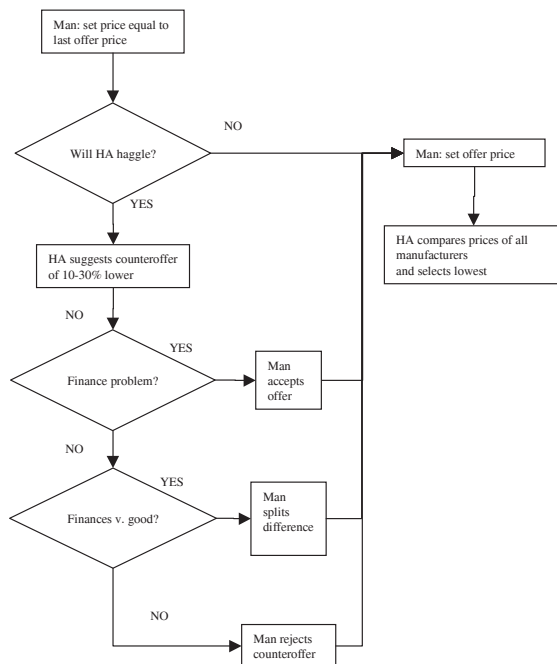 Man: set price equal to
last offer price
NO
Will HA haggle?
Man: set offer price
YES
HA compares prices of all
manufacturers
and selects lowest
HA suggests counteroffer
of 10-30% lower
NO
YES
Finance problem?
Man
accepts
offer
NO
YES
Finances v. good?
Man
splits
difference
NO
Man rejects
counteroffer